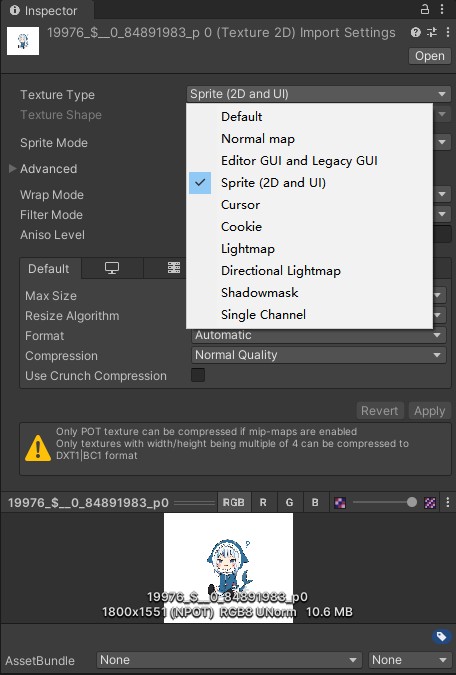 Inspector
19976_$__0_84891983_p 0 (Texture 2D) Import Settings
Open
Texture Type
Sprite (2D and UI)
Texture Shape
Sprite Mode
Advanced
Wrap Mode
Filter Mode
Aniso Level
Default
Normal map
Editor GUI and Legacy GUI
Sprite (2D and UI)
Cursor
Cookie
Lightmap
Directional Lightmap
Shadowmask
Single Channel
Default
Max Size
Resize Algorithm
Format
Automatic
Compression
Normal Quality
Use Crunch Compression
Revert
Apply
Only POT texture can be compressed if mip-maps are enabled
Only textures with width/height being multiple of 4 can be compressed to
DXT1|BC1 format
19976_$__0_84891983_p0
RGB R G B
19976_$__0_84891983_p0
1800x1551 (NPOT) RGB8 UNorm 10.6 MB
AssetBundle
None
None